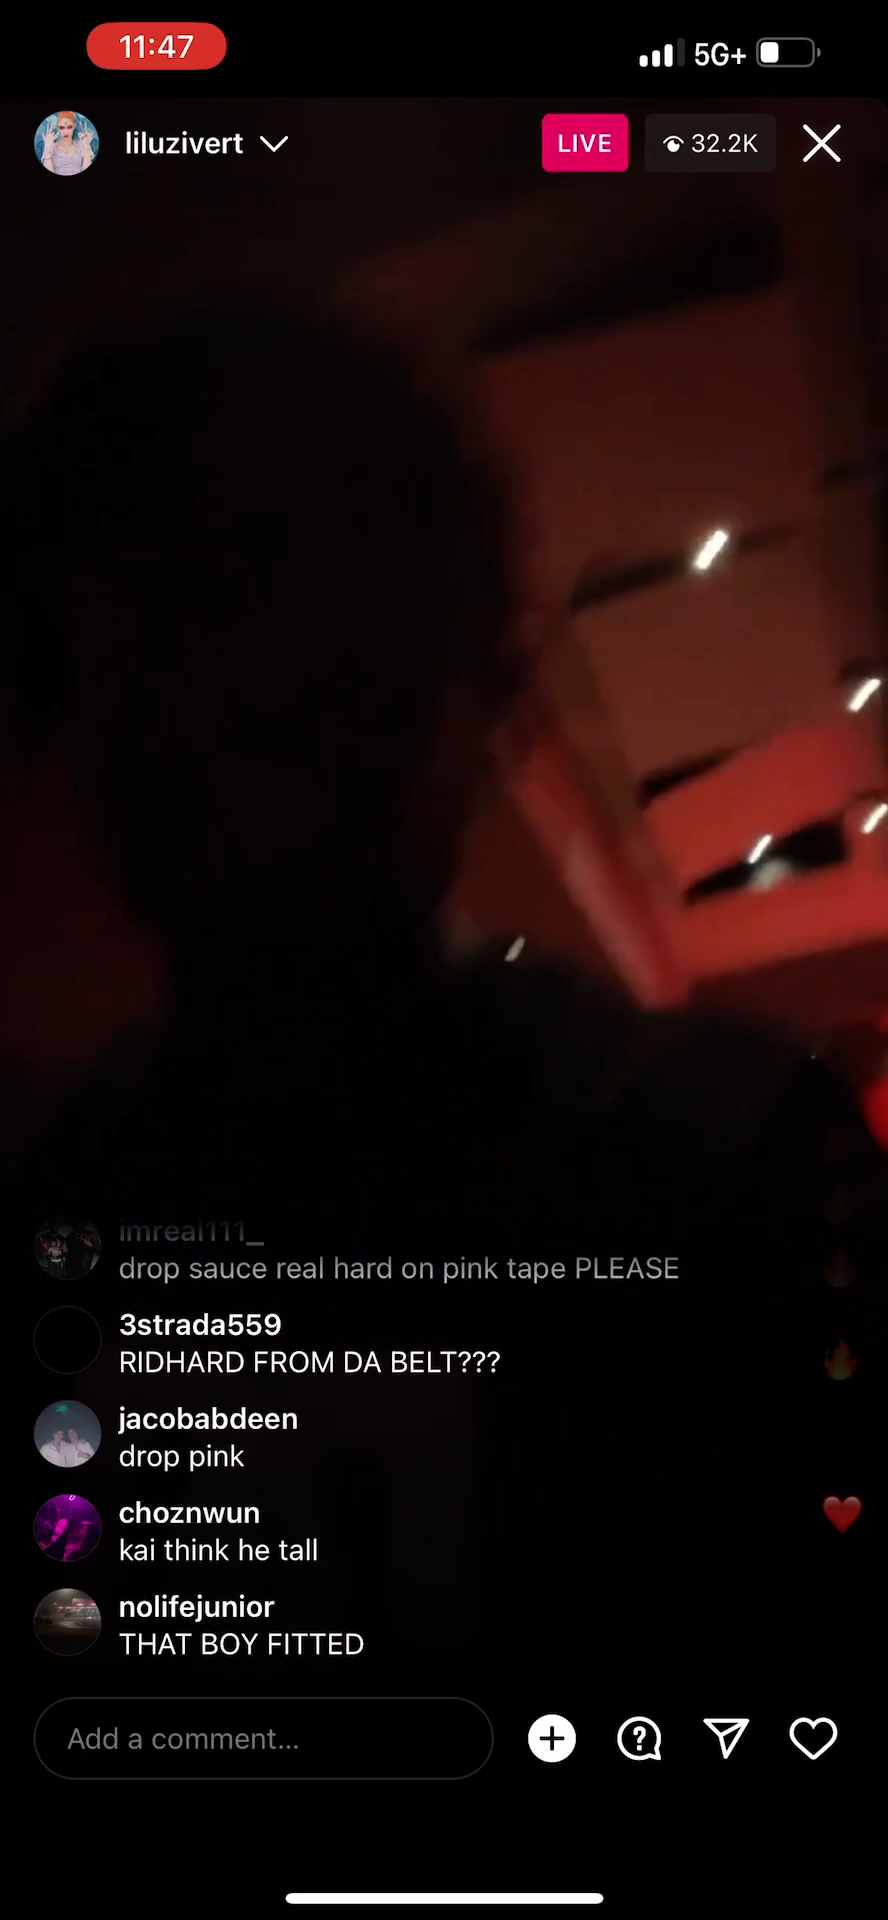 11:47
5G+
liluzivert
LIVE
32.2K
imreal111_
drop sauce real hard on pink tape PLEASE
3strada559
RIDHARD FROM DA BELT???
jacobabdeen
drop pink
choznwun
kai think he tall
nolifejunior
THAT BOY FITTED
Add a comment...